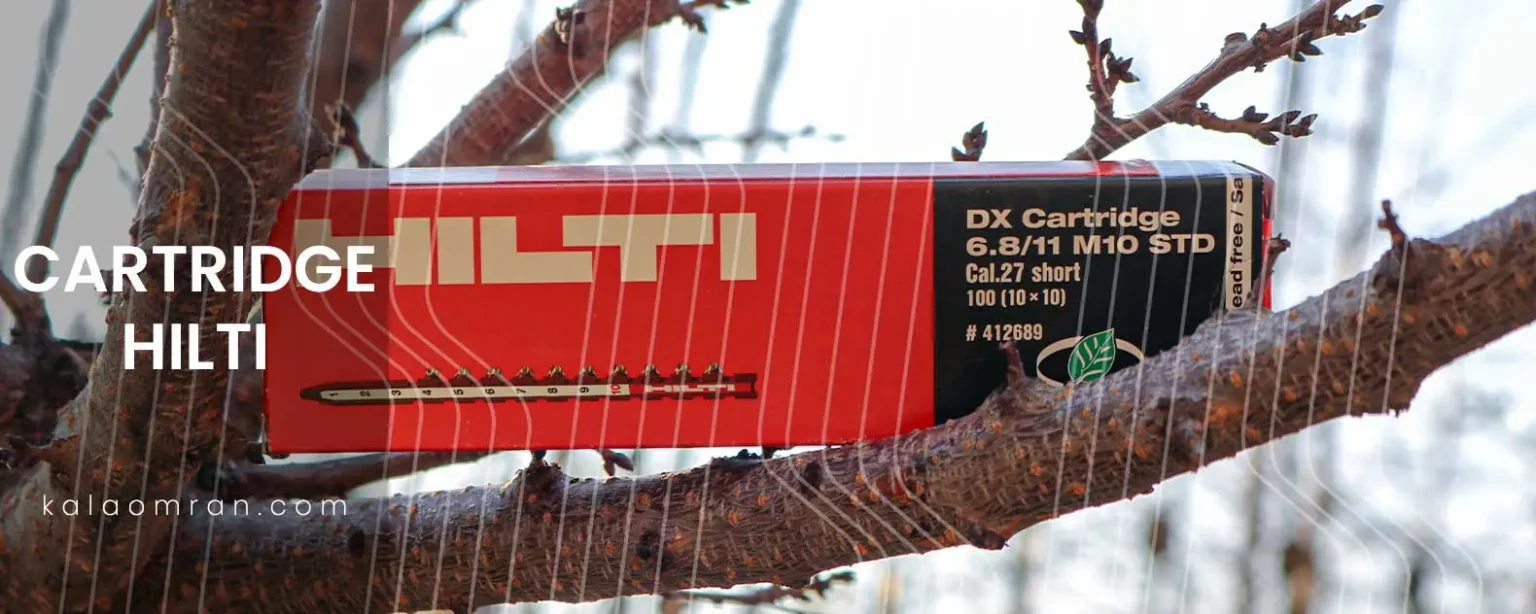 CARTRIDGE
HILTI
kalaomran.com
HILTI
DX Cartridge
6.8/11 M10 STD
Cal.27 short
100 (10×10)
# 412689
ead free / Sa
1 2 3 4 5 6 7 8 9 10 HILTI